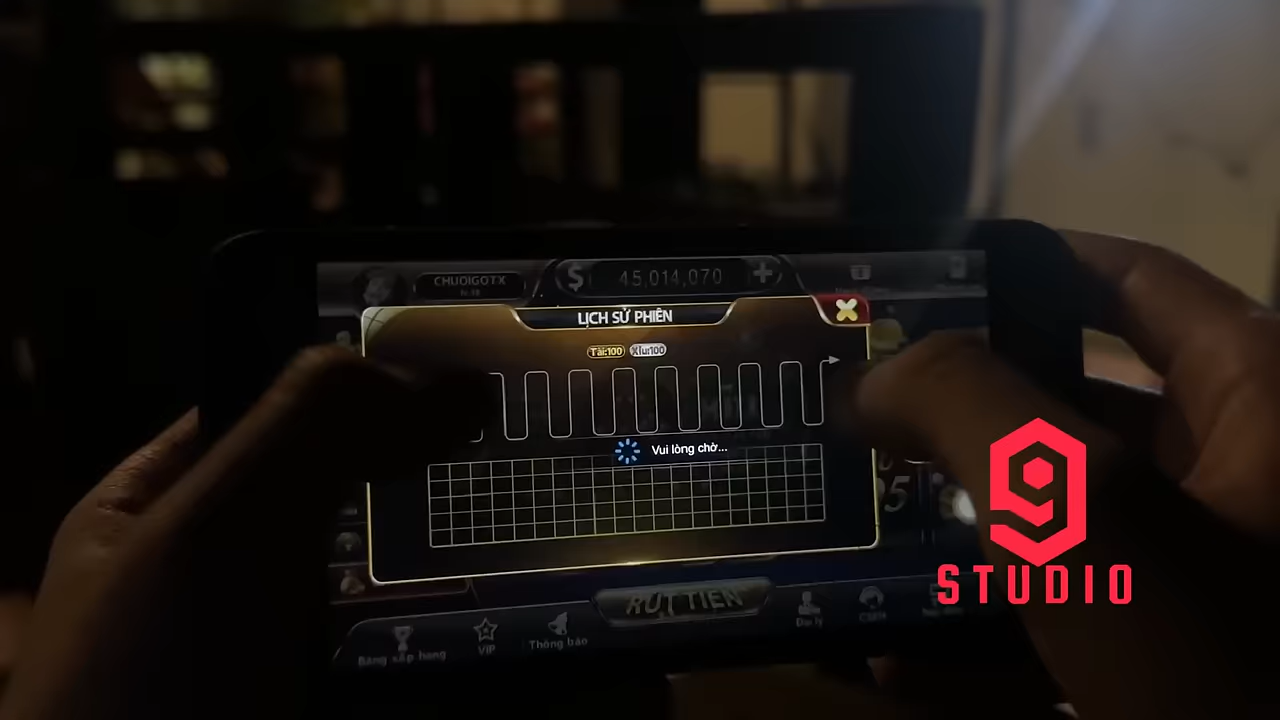 CHUOIGOTX
$ 45,014,070 +
LỊCH SỬ PHIÊN
Tài:100 Xỉu:100
Vui lòng chờ...
RÚT TIỀN
Bảng xếp hạng
VIP
Thông báo
Đại lý
CSKH
9
STUDIO